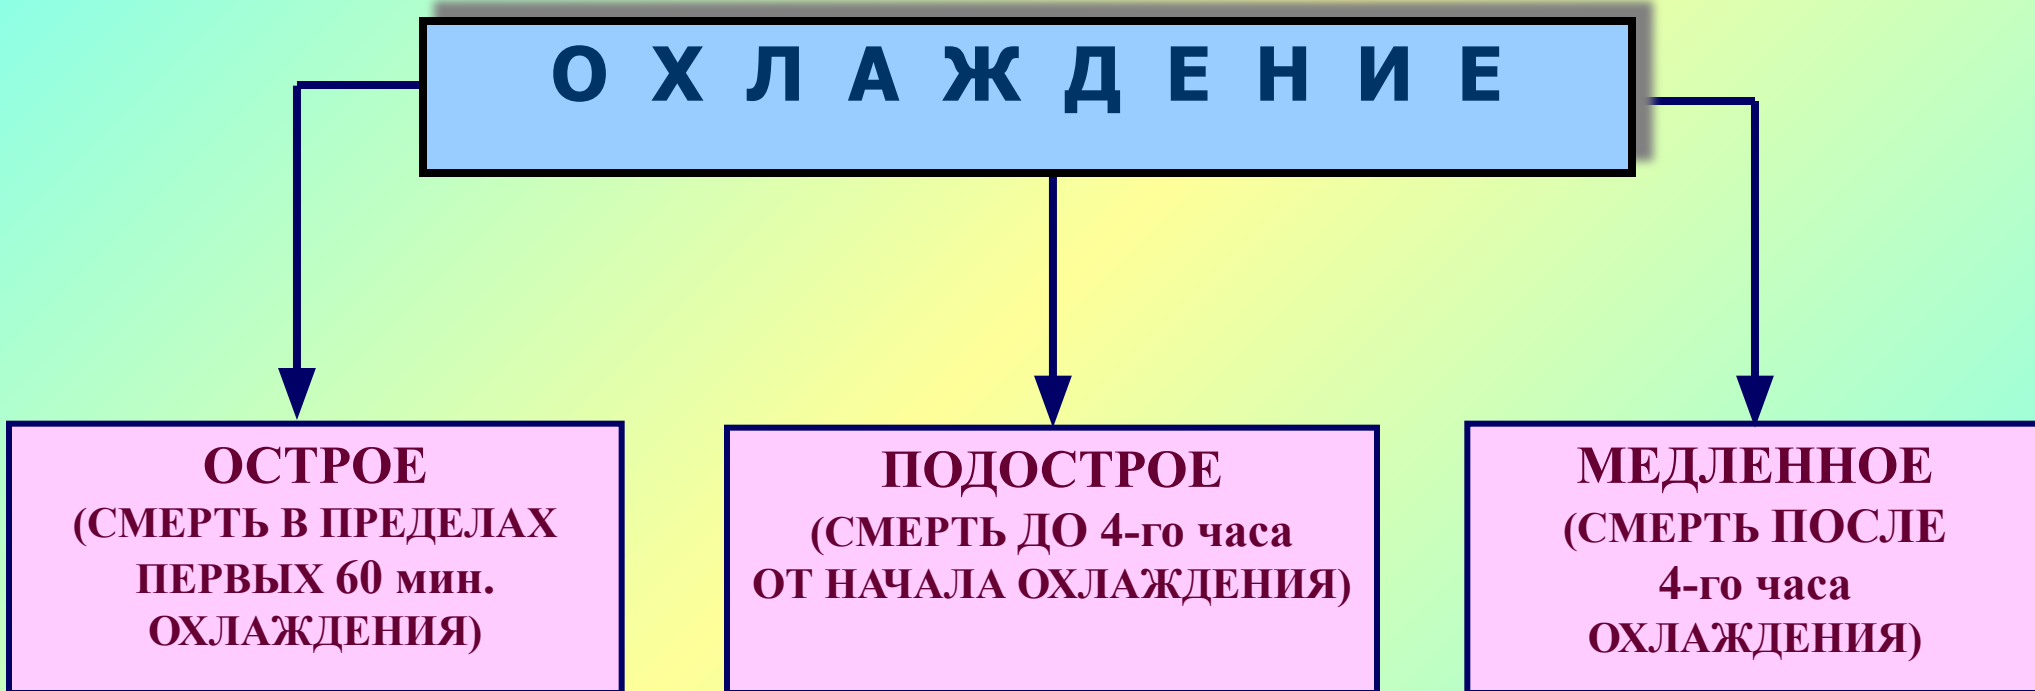 ОХЛАЖДЕНИЕ
ОСТРОЕ
(СМЕРТЬ В ПРЕДЕЛАХ
ПЕРВЫХ 60 мин.
ОХЛАЖДЕНИЯ)
ПОДОСТРОЕ
(СМЕРТЬ ДО 4-го часа
ОТ НАЧАЛА ОХЛАЖДЕНИЯ)
МЕДЛЕННОЕ
(СМЕРТЬ ПОСЛЕ
4-го часа
ОХЛАЖДЕНИЯ)